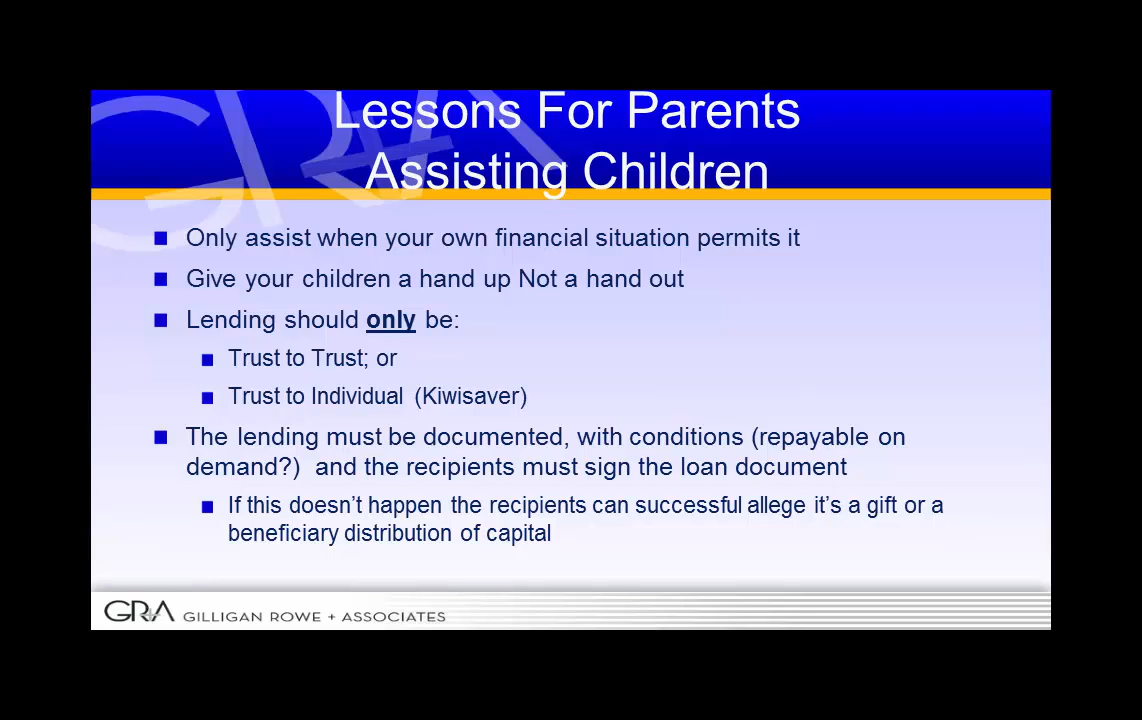 Lessons For Parents
Assisting Children
Only assist when your own financial situation permits it
Give your children a hand up Not a hand out
Lending should only be:
Trust to Trust; or
Trust to Individual (Kiwisaver)
The lending must be documented, with conditions (repayable on
demand?) and the recipients must sign the loan document
If this doesn't happen the recipients can successful allege it's a gift or a
beneficiary distribution of capital
GRA GILLIGAN ROWE + ASSOCIATES